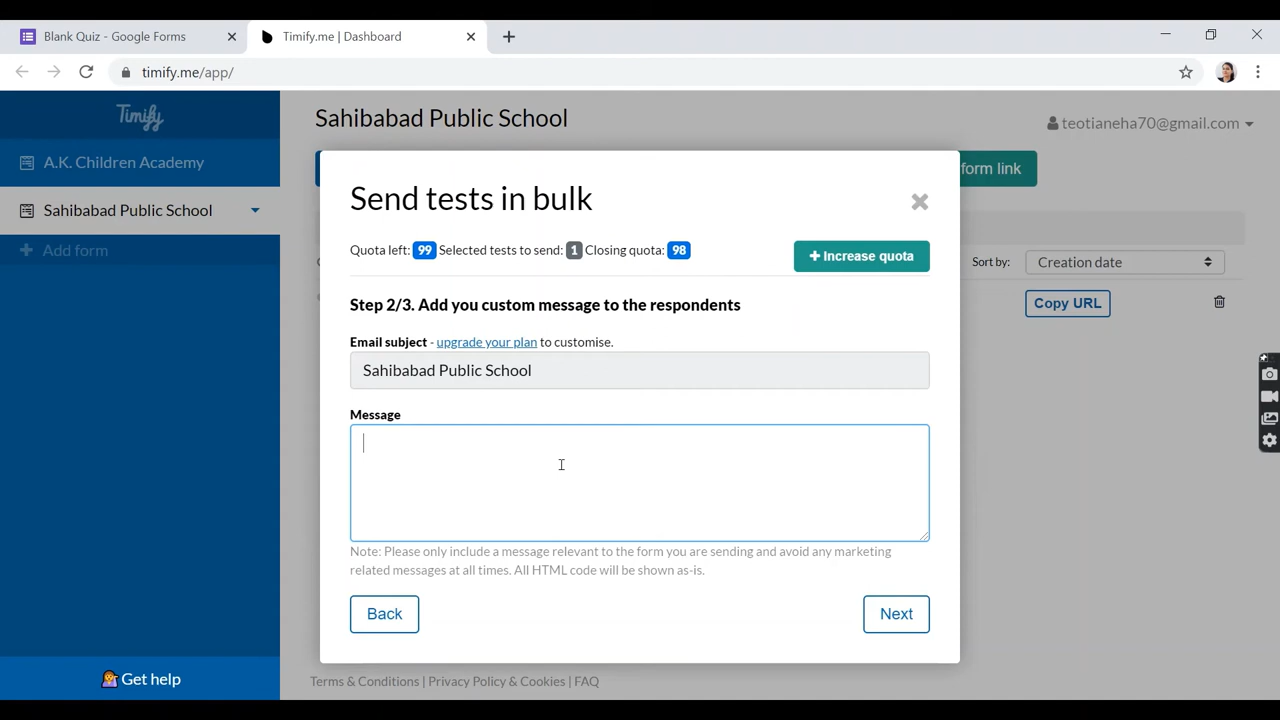 Blank Quiz - Google Forms
Timify.me | Dashboard
timify.me/app/
Timify
Sahibabad Public School
teotianeha70@gmail.com
A.K. Children Academy
form link
Send tests in bulk
Sahibabad Public School
Quota left: 99 Selected tests to send: 1 Closing quota: 98
+ Increase quota
Add form
Sort by:
Creation date
Step 2/3. Add you custom message to the respondents
Copy URL
Email subject - upgrade your plan to customise.
Sahibabad Public School
Message
Note: Please only include a message relevant to the form you are sending and avoid any marketing
related messages at all times. All HTML code will be shown as-is.
Back
Next
Get help
Terms & Conditions | Privacy Policy & Cookies | FAQ